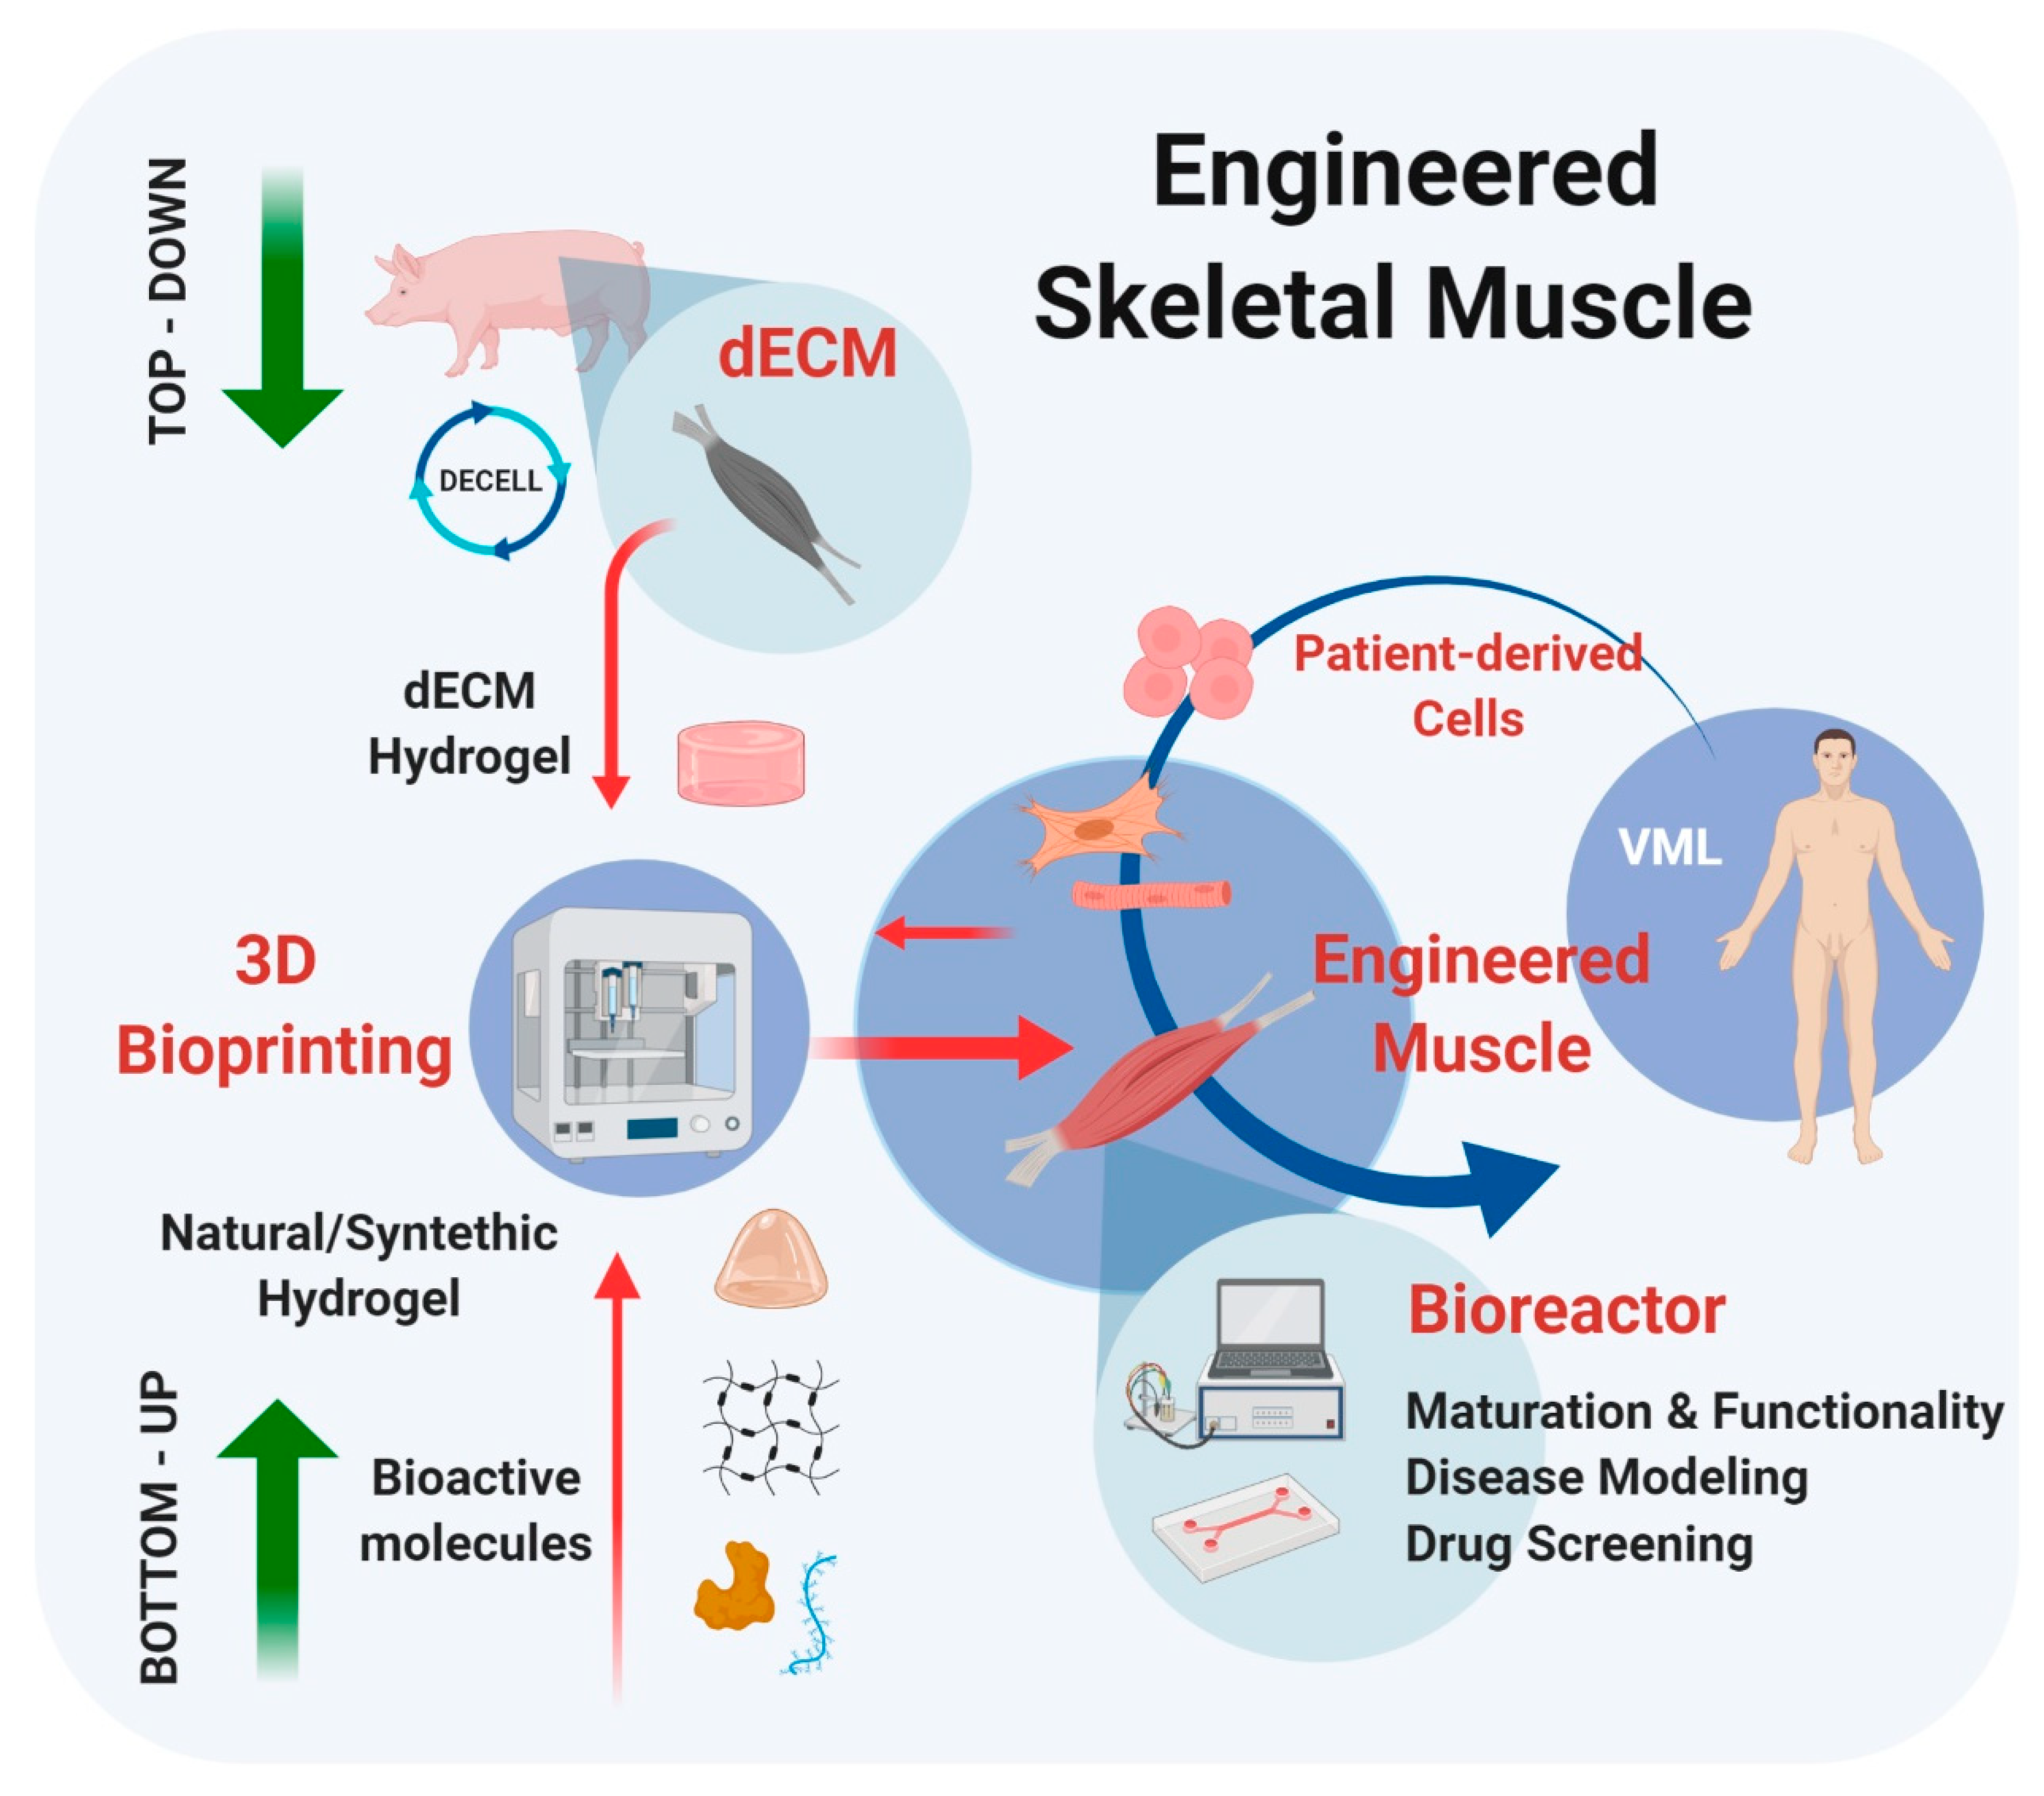 Engineered
Skeletal Muscle
TOP - DOWN
dECM
DECELL
dECM
Hydrogel
Patient-derived
Cells
VML
3D
Bioprinting
Engineered
Muscle
Natural/Syntethic
Hydrogel
BOTTOM - UP
Bioactive
molecules
Bioreactor
Maturation & Functionality
Disease Modeling
Drug Screening